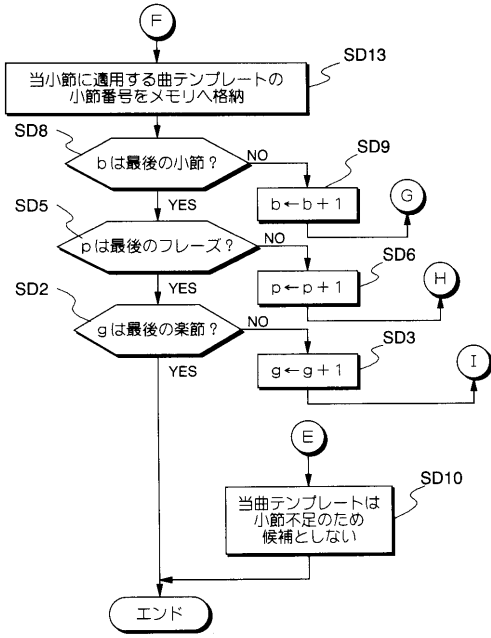 F
SD13
当小節に適用する曲テンプレートの
小節番号をメモリへ格納
SD8
bは最後の小節？
NO
SD9
b←b+1
G
YES
SD5
pは最後のフレーズ？
NO
SD6
p←p+1
H
YES
SD2
gは最後の楽節？
NO
SD3
g←g+1
I
YES
E
SD10
当曲テンプレートは
小節不足のため
候補としない
エンド